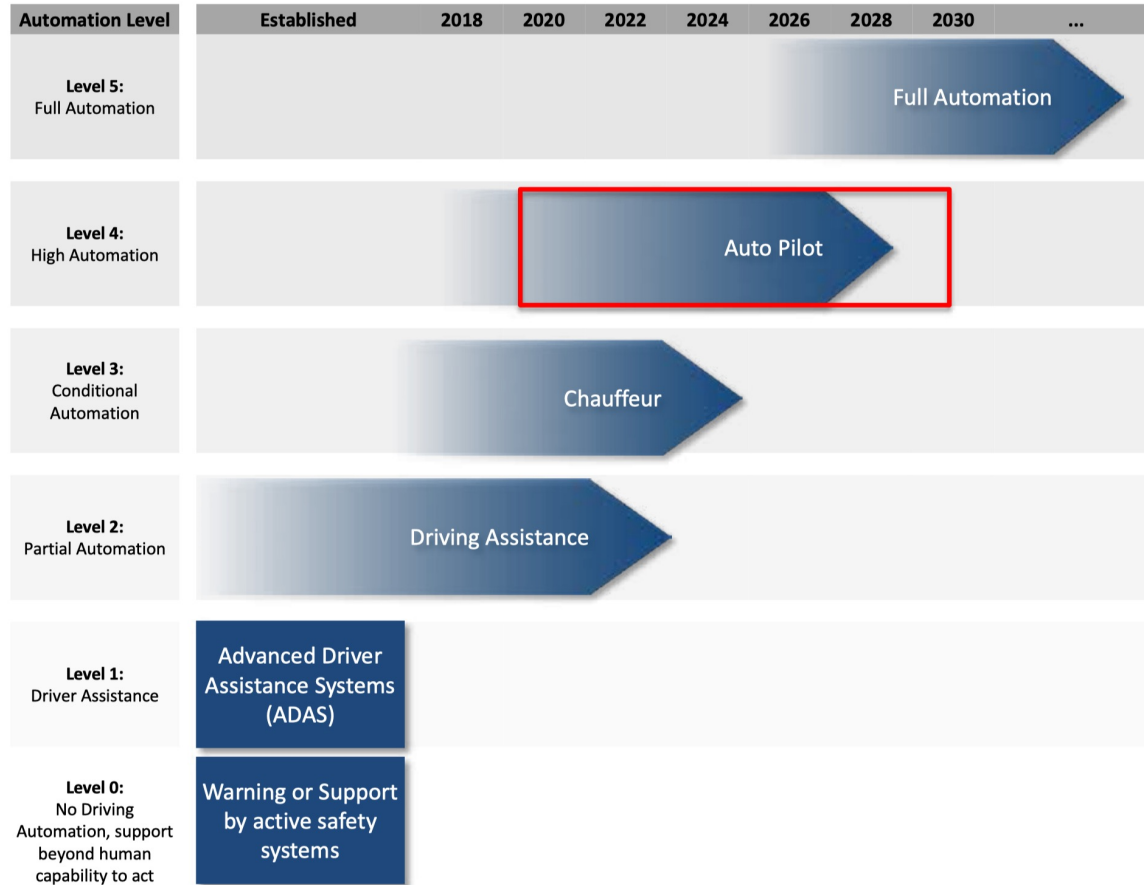 Automation Level Established 2018 2020 2022 2024 2026 2028 2030 ...
Level 5:
Full Automation
Full Automation
Level 4:
High Automation
Auto Pilot
Level 3:
Conditional
Automation
Chauffeur
Level 2:
Partial Automation
Driving Assistance
Level 1:
Driver Assistance
Advanced Driver
Assistance Systems
(ADAS)
Level 0:
No Driving
Automation, support
beyond human
capability to act
Warning or Support
by active safety
systems